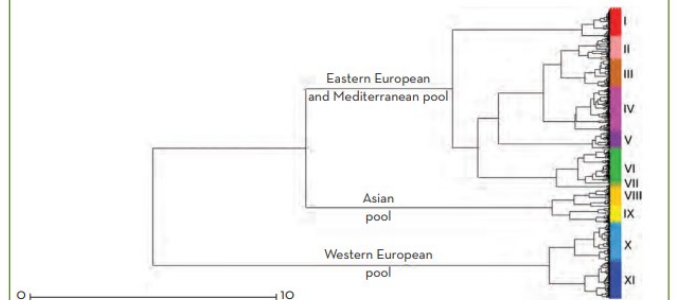 I
II
Eastern European
and Mediterranean pool
III
IV
V
VI
VII
Asian
VIII
pool
IX
Western European
pool
X
XI
0
10